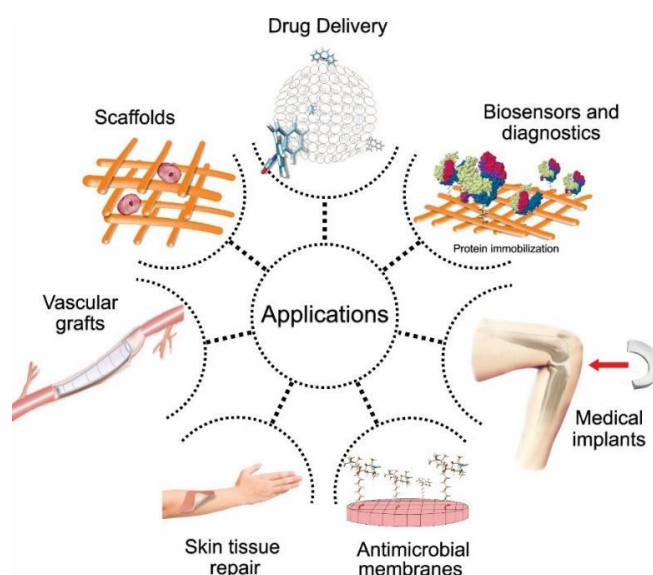 Drug Delivery
Scaffolds
Biosensors and
diagnostics
Protein immobilization
Vascular
grafts
Applications
Medical
implants
Skin tissue
repair
Antimicrobial
membranes